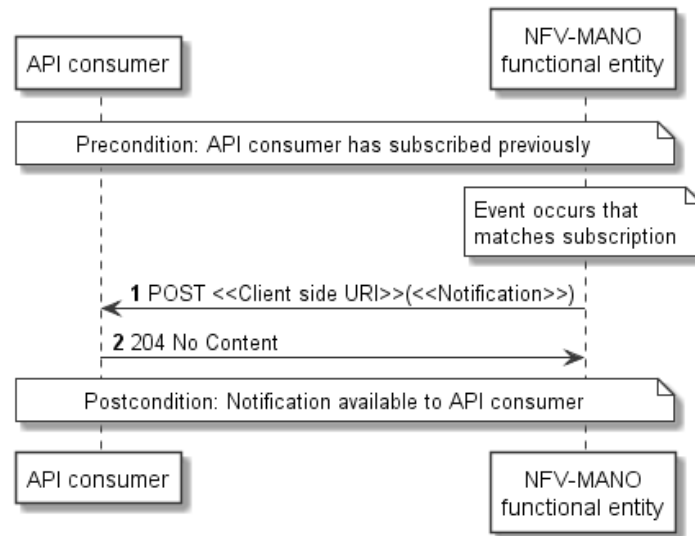 API consumer
NFV-MANO
functional entity
Precondition: API consumer has subscribed previously
Event occurs that
matches subscription
1 POST <<Client side URI>>(<<Notification>>)
2 204 No Content
Postcondition: Notification available to API consumer
API consumer
NFV-MANO
functional entity